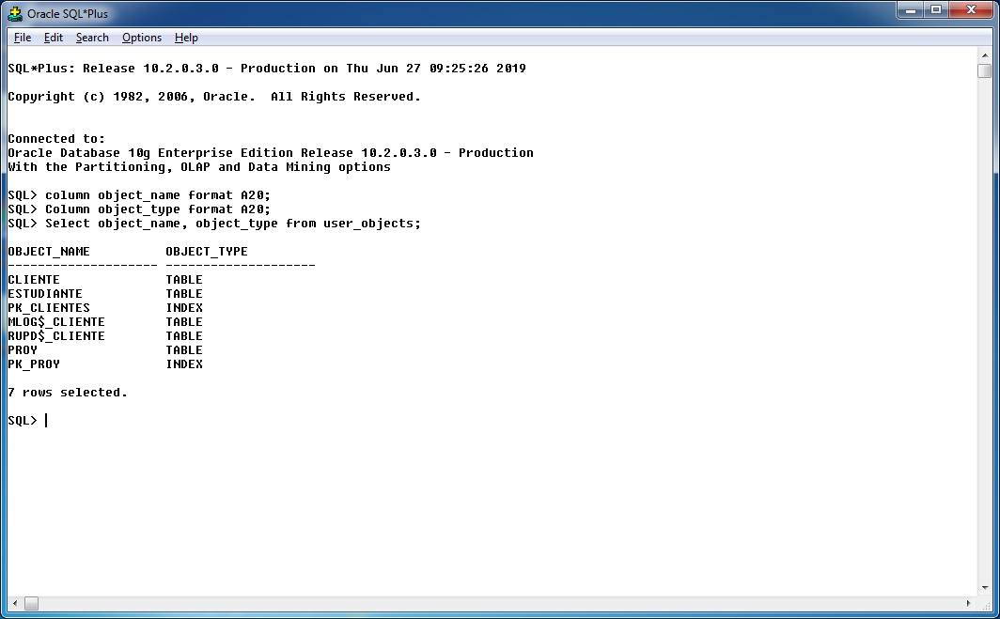 Oracle SQL*Plus
File Edit Search Options Help
SQL*Plus: Release 10.2.0.3.0 - Production on Thu Jun 27 09:25:26 2019
Copyright (c) 1982, 2006, Oracle.  All Rights Reserved.
Connected to:
Oracle Database 10g Enterprise Edition Release 10.2.0.3.0 - Production
With the Partitioning, OLAP and Data Mining options
SQL> column object_name format A20;
SQL> Column object_type format A20;
SQL> Select object_name, object_type from user_objects;
OBJECT_NAME          OBJECT_TYPE
-------------------- --------------------
CLIENTE              TABLE
ESTUDIANTE           TABLE
PK_CLIENTES          INDEX
MLOG$_CLIENTE        TABLE
RUPD$_CLIENTE        TABLE
PROY                 TABLE
PK_PROY              INDEX
7 rows selected.
SQL>